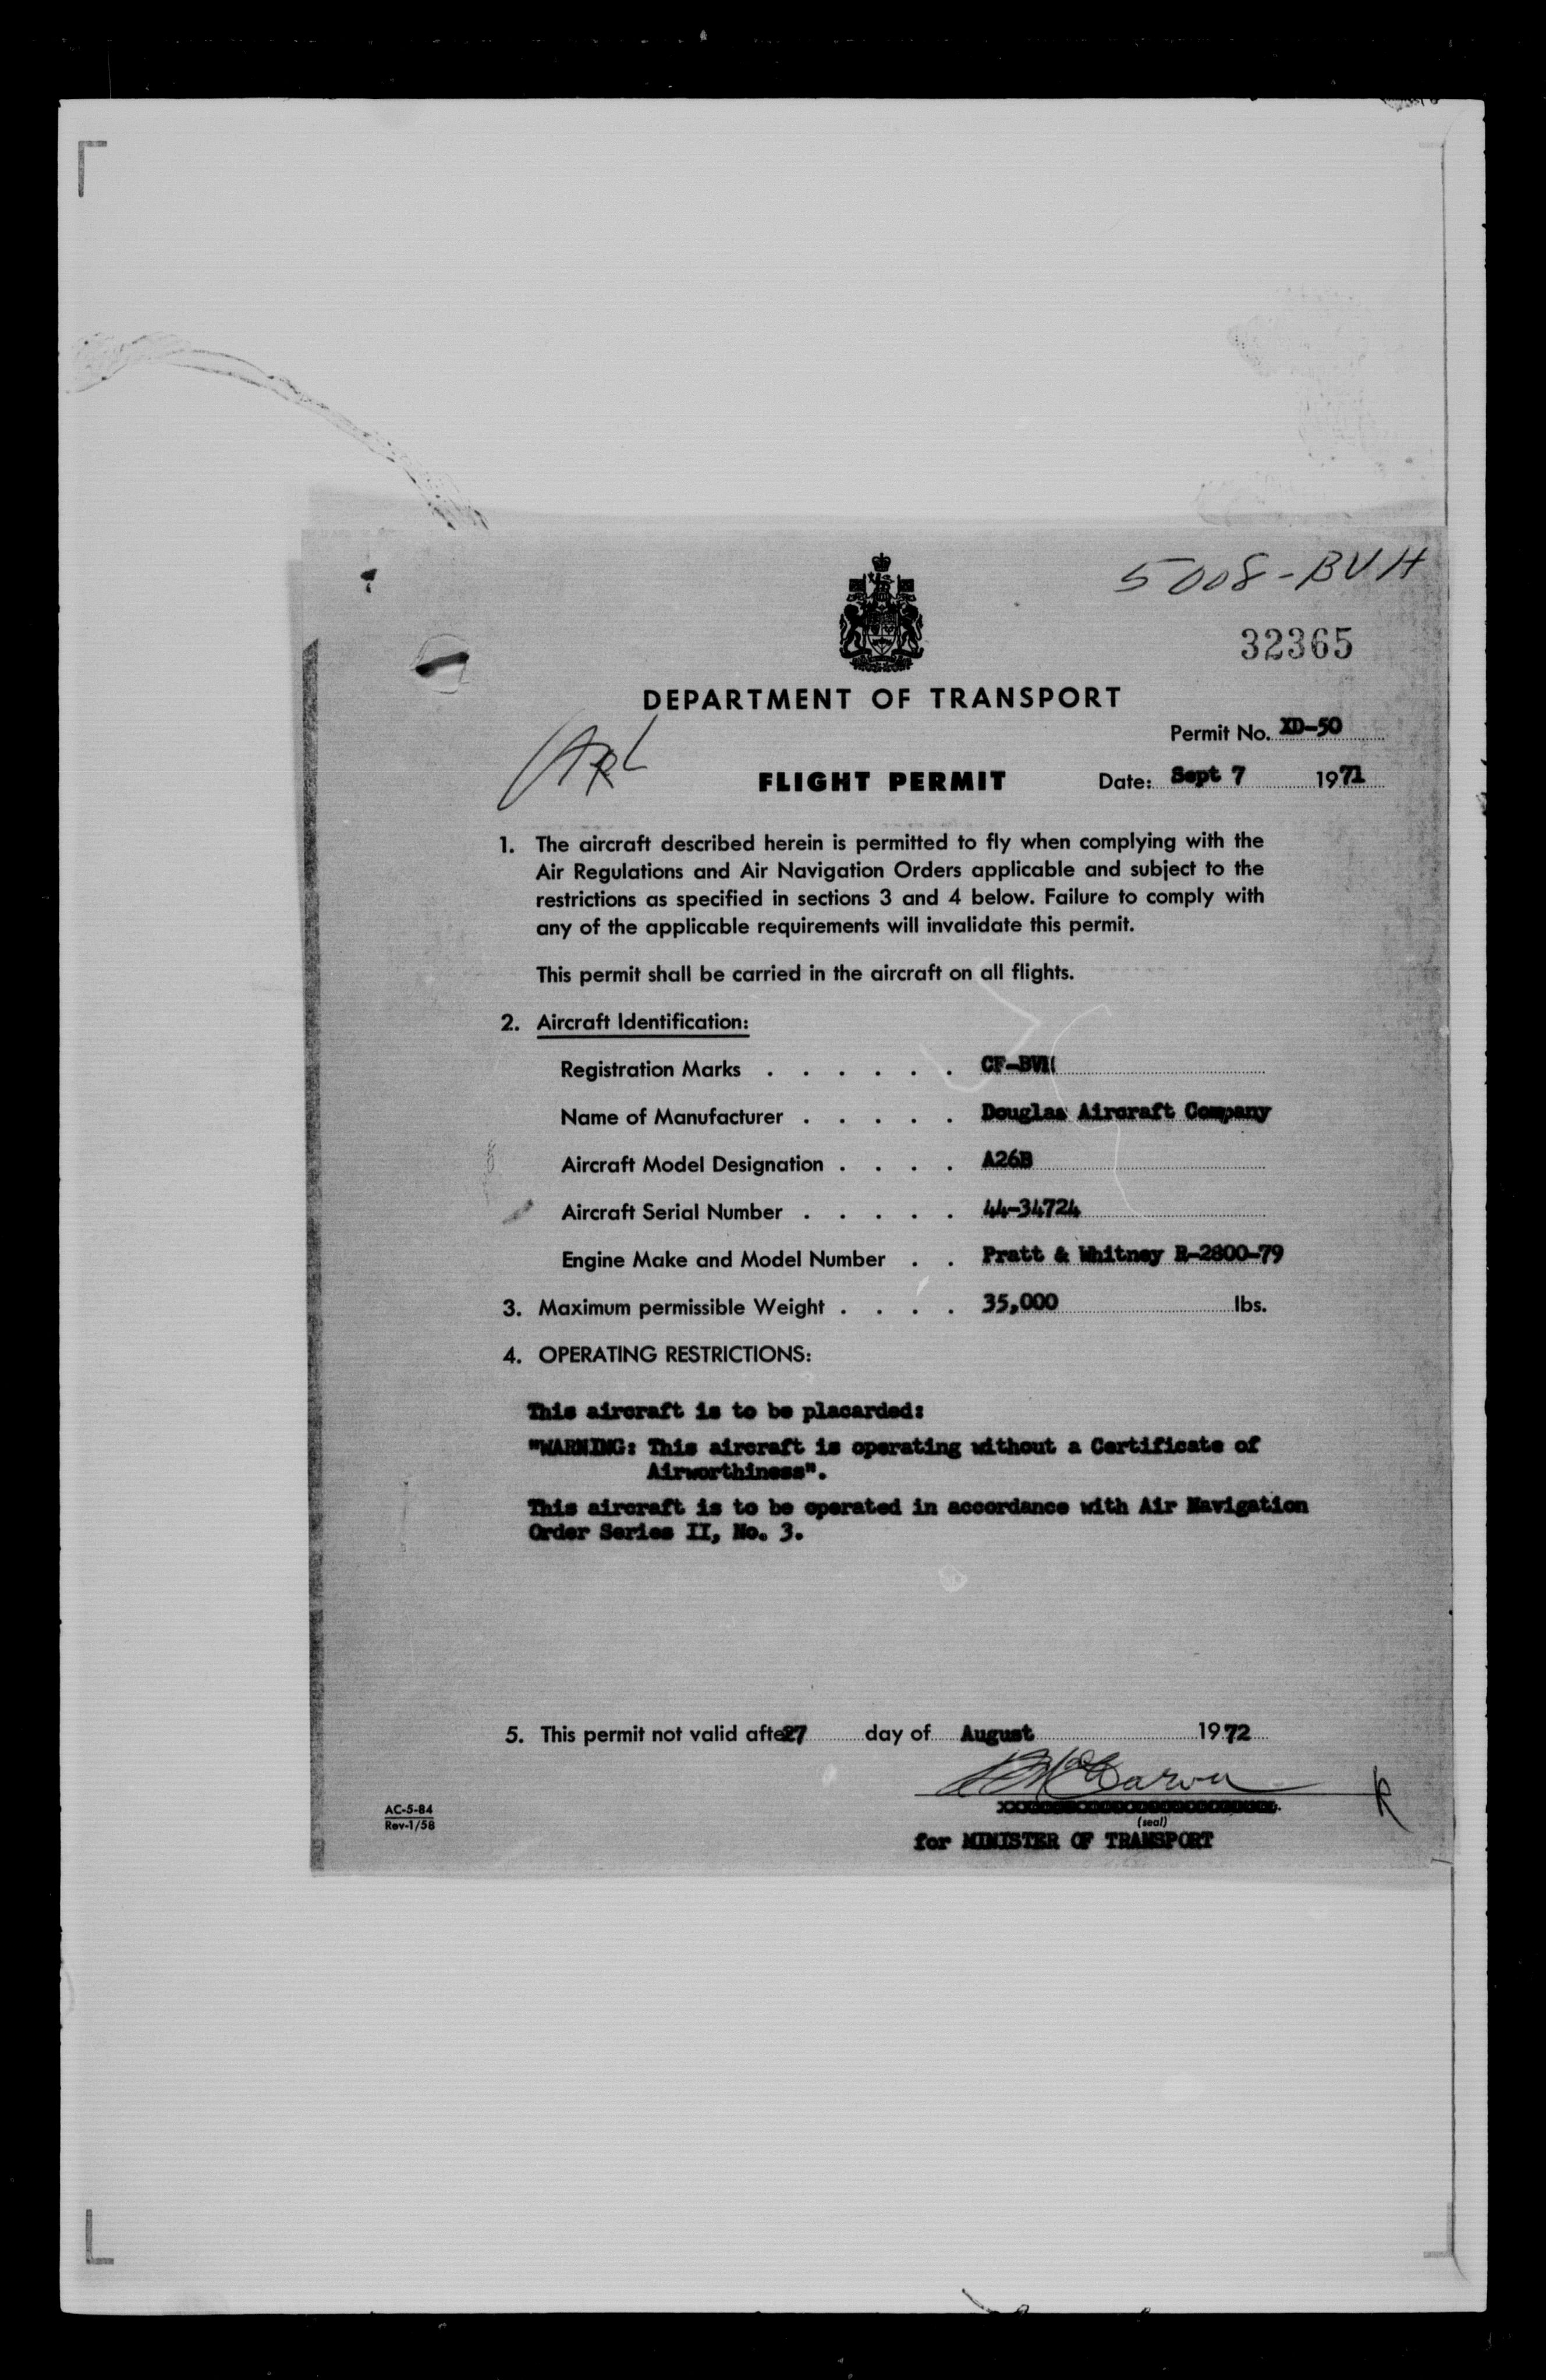 5008-BVH
32365
DEPARTMENT OF TRANSPORT
Permit No. XD-50
FLIGHT PERMIT
Date: Sept 7 1971
1. The aircraft described herein is permitted to fly when complying with the
Air Regulations and Air Navigation Orders applicable and subject to the
restrictions as specified in sections 3 and 4 below. Failure to comply with
any of the applicable requirements will invalidate this permit.
This permit shall be carried in the aircraft on all flights.
2. Aircraft Identification:
Registration Marks . . . . . . CF-BVH
Name of Manufacturer . . . . . Douglas Aircraft Company
Aircraft Model Designation . . . . A26B
Aircraft Serial Number . . . . . 44-34724
Engine Make and Model Number . . Pratt & Whitney R-2800-79
3. Maximum permissible Weight . . . . 35,000 lbs.
4. OPERATING RESTRICTIONS:
This aircraft is to be placarded:
"WARNING: This aircraft is operating without a Certificate of
Airworthiness".
This aircraft is to be operated in accordance with Air Navigation
Order Series II, No. 3.
5. This permit not valid after 27 day of August 1972
AC-5-84
Rev-1/58
(seal)
for MINISTER OF TRANSPORT